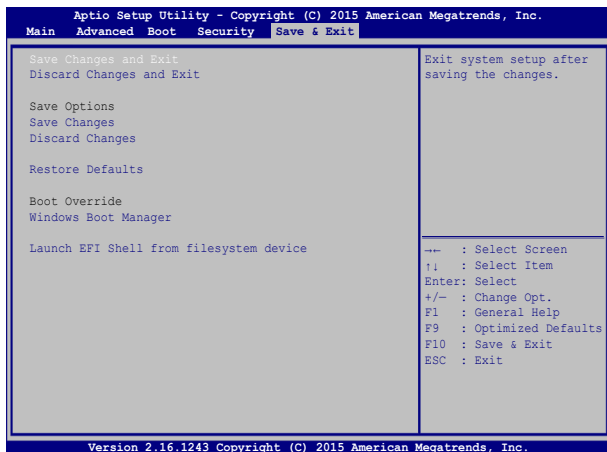 Aptio Setup Utility - Copyright (C) 2015 American Megatrends, Inc.
Main Advanced Boot Security Save & Exit
Save Changes and Exit
Discard Changes and Exit
Save Options
Save Changes
Discard Changes
Restore Defaults
Boot Override
Windows Boot Manager
Launch EFI Shell from filesystem device
Exit system setup after
saving the changes.
→← : Select Screen
↑↓ : Select Item
Enter: Select
+/— : Change Opt.
F1 : General Help
F9 : Optimized Defaults
F10 : Save & Exit
ESC : Exit
Version 2.16.1243 Copyright (C) 2015 American Megatrends, Inc.